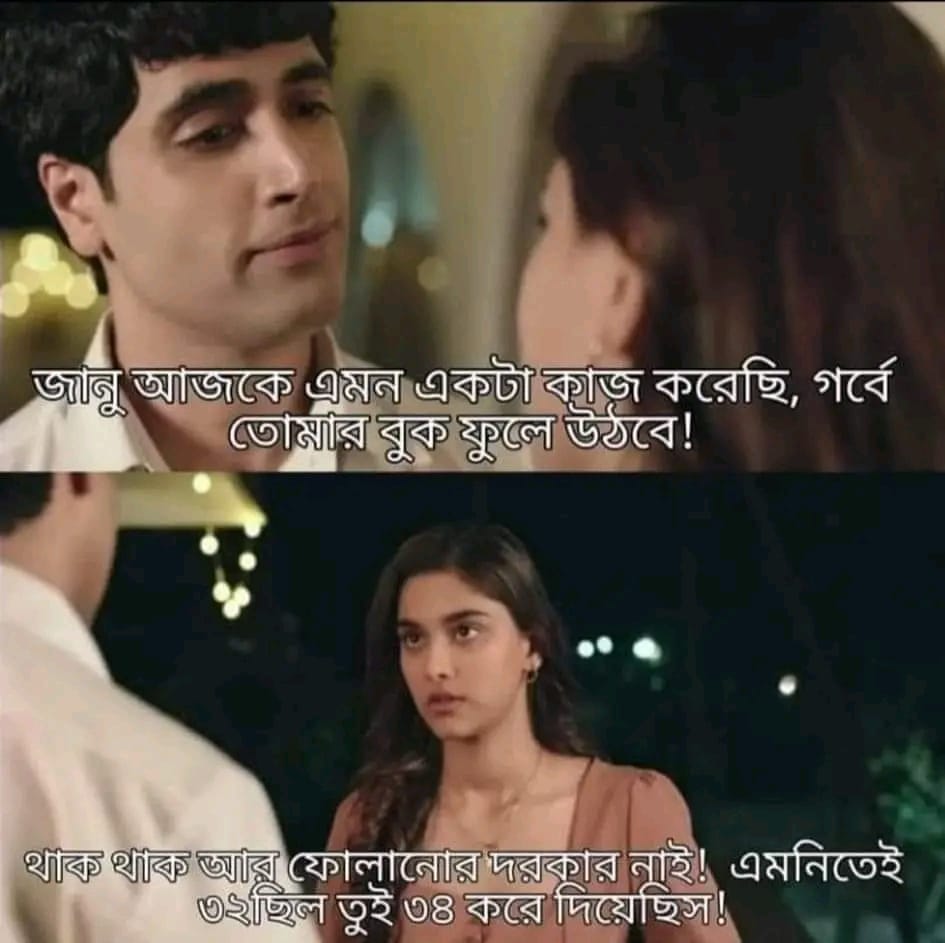 জানু আজকে এমন একটা কাজ করেছি, গর্বে
তোমার বুক ফুলে উঠবে!
থাক থাক আর ফোলানোর দরকার নাই! এমনিতেই
৩২ছিল তুই ৩৪ করে দিয়েছিস!